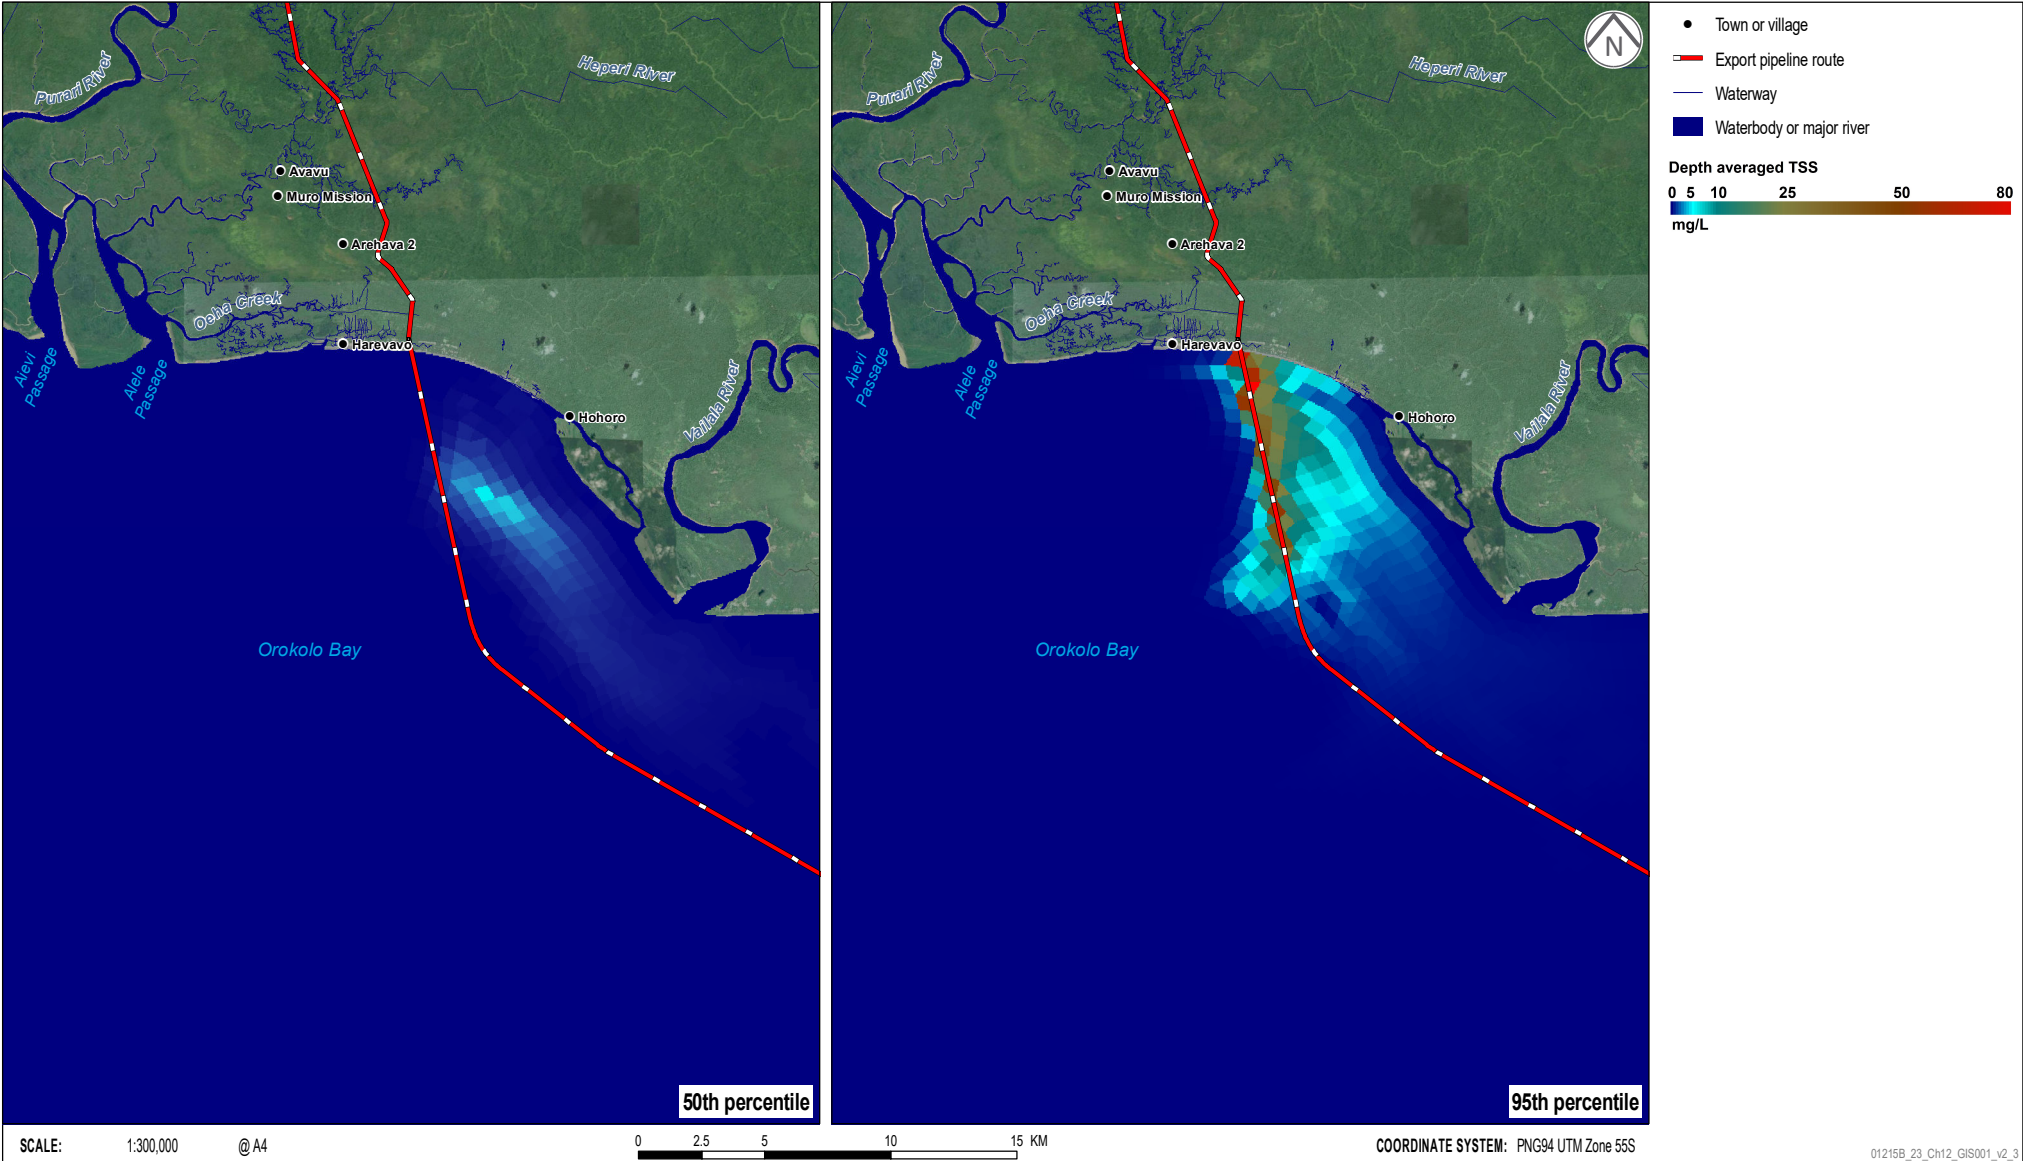 Purari River
Heperi River
Avavu
Muro Mission
Arehava 2
Oeha Creek
Harevavo
Aievi
Passage
Alele
Passage
Hohoro
Vailala River
Orokolo Bay
50th percentile
N
Purari River
Heperi River
Avavu
Muro Mission
Arehava 2
Oeha Creek
Harevavo
Aievi
Passage
Alele
Passage
Hohoro
Vailala River
Orokolo Bay
95th percentile
Town or village
Export pipeline route
Waterway
Waterbody or major river
Depth averaged TSS
0 5 10 25 50 80
mg/L
SCALE: 1:300,000 @ A4
0 2.5 5 10 15 KM
COORDINATE SYSTEM: PNG94 UTM Zone 55S
01215B_23_Ch12_GIS001_v2_3